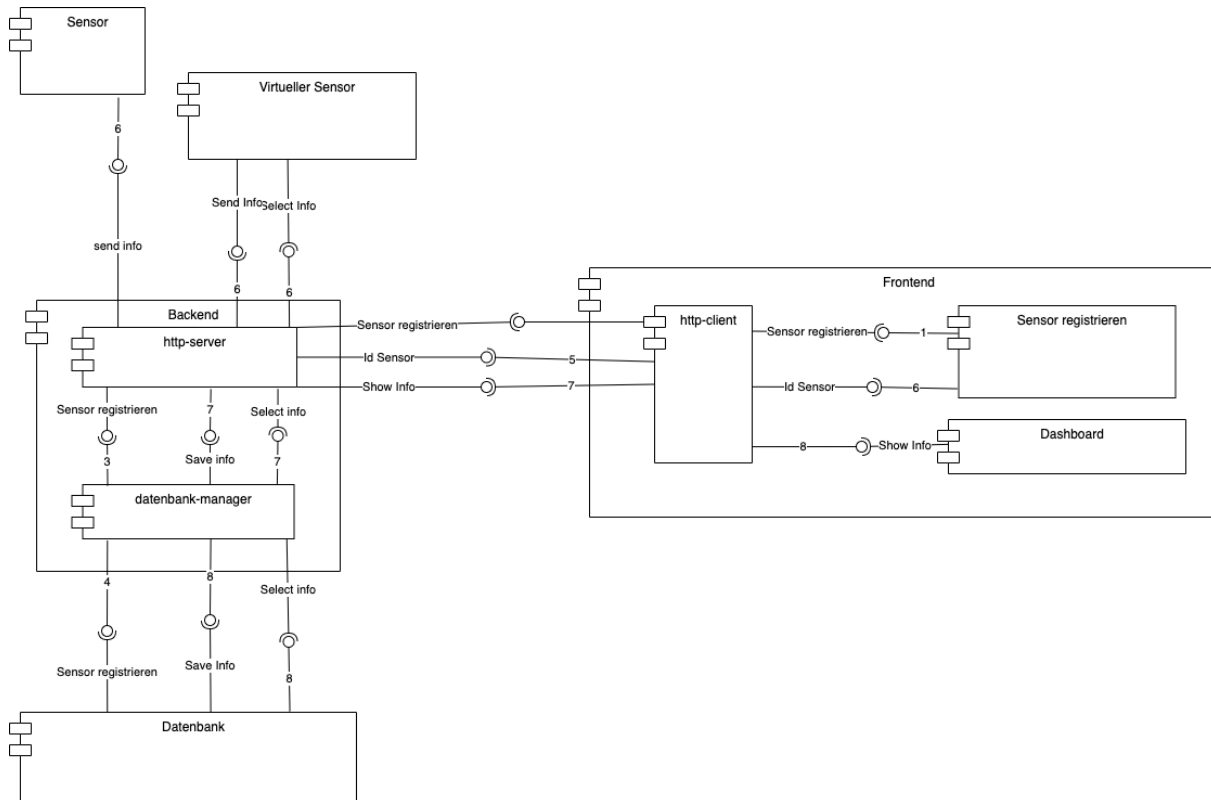 Sensor
Virtueller Sensor
6
Send Info
Select Info
send info
6
6
Backend
http-server
Frontend
http-client
Sensor registrieren
Sensor registrieren
Sensor registrieren
1
Id Sensor
5
Id Sensor
6
Show Info
7
Dashboard
8
Show Info
Sensor registrieren
7
Select info
3
Save info
7
datenbank-manager
4
8
Select info
Sensor registrieren
Save Info
8
Datenbank